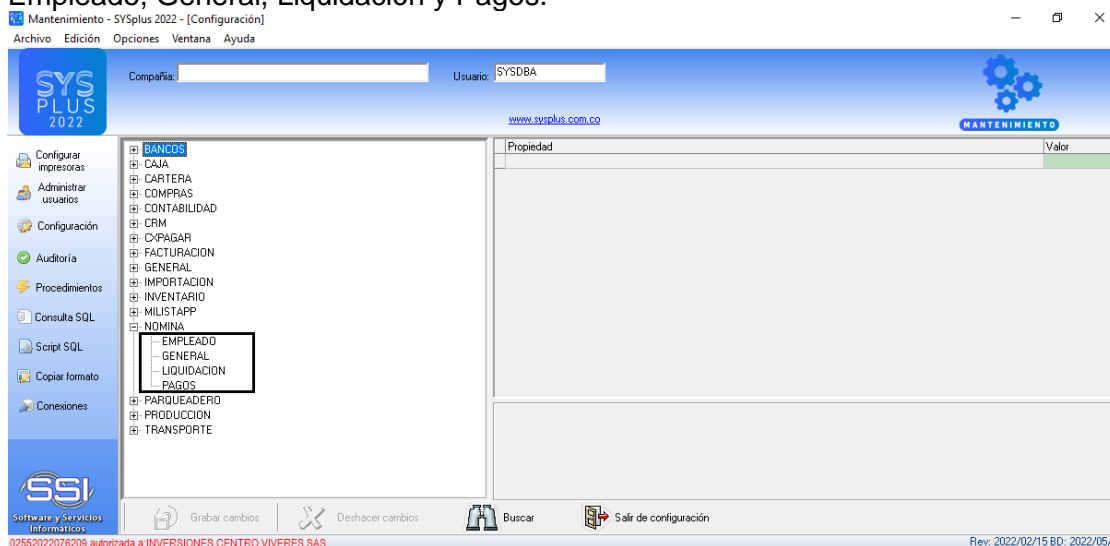 Empleado, General, Liquidación y Pagos.
Mantenimiento - SYSplus 2022 - [Configuración]
Archivo Edición Opciones Ventana Ayuda
SYS
PLUS
2022
Compañia:
Usuario: SYSDBA
www.sysplus.com.co
MANTENIMIENTO
Configurar
impresoras
Administrar
usuarios
Configuración
Auditoría
Procedimientos
Consulta SQL
Script SQL
Copiar formato
Conexiones
BANCOS
CAJA
CARTERA
COMPRAS
CONTABILIDAD
CRM
CXPAGAR
FACTURACION
GENERAL
IMPORTACION
INVENTARIO
MILISTAPP
NOMINA
EMPLEADO
GENERAL
LIQUIDACION
PAGOS
PARQUEADERO
PRODUCCION
TRANSPORTE
Propiedad Valor
SSI
Software y Servicios
Informáticos
Grabar cambios Deshacer cambios Buscar Salir de configuración
02552022076209 autorizada a:INVERSIONES CENTRO VIVERES SAS
Rev: 2022/02/15 BD: 2022/05/